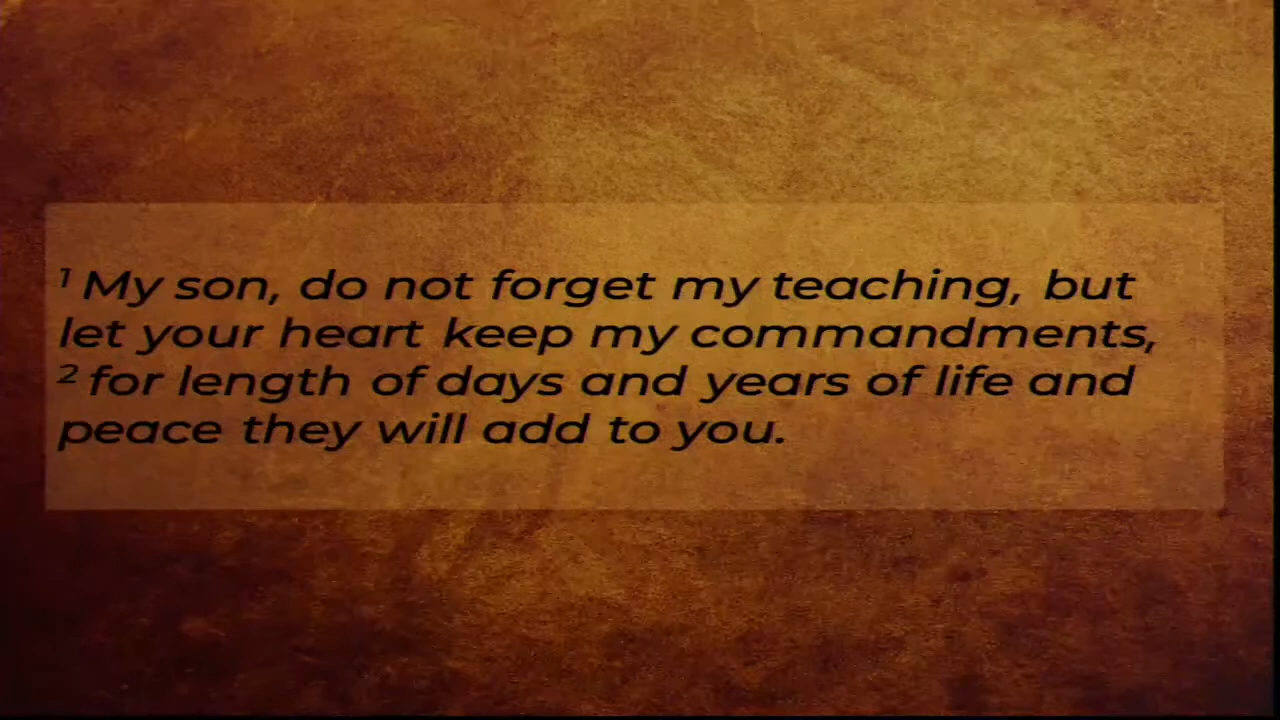 ¹ My son, do not forget my teaching, but
let your heart keep my commandments,
² for length of days and years of life and
peace they will add to you.